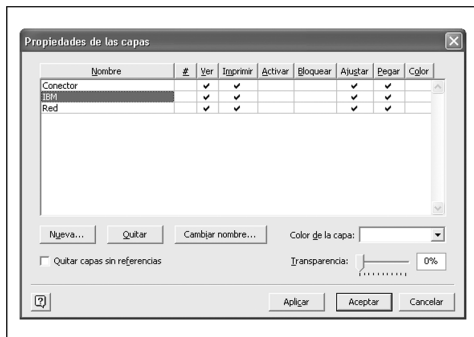 Propiedades de las capas
Nombre # Ver Imprimir Activar Bloquear Ajustar Pegar Color
Conector
IBM
Red
Nueva... Quitar Cambiar nombre... Color de la capa:
Quitar capas sin referencias Transparencia: 0%
? Aplicar Aceptar Cancelar